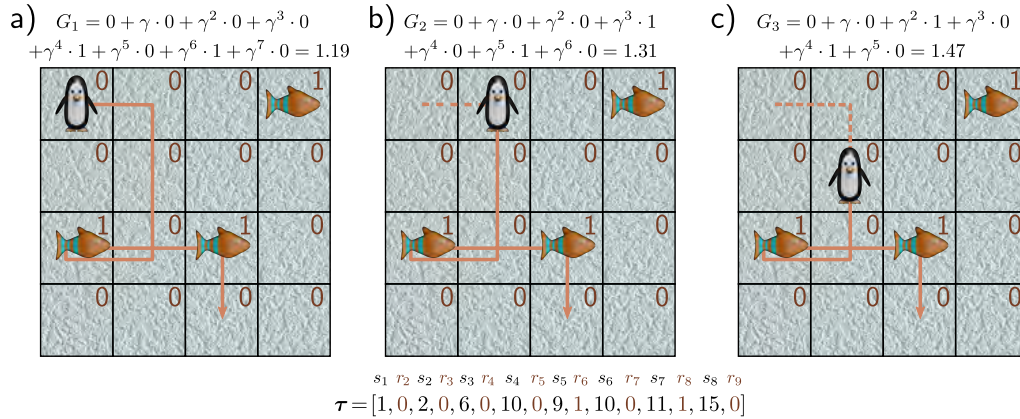 a) G₁ = 0 + γ · 0 + γ² · 0 + γ³ · 0
+γ⁴ · 1 + γ⁵ · 0 + γ⁶ · 1 + γ⁷ · 0 = 1.19
0 0 0 1
0 0 0 0
1 0 1 0
0 0 0 0
b) G₂ = 0 + γ · 0 + γ² · 0 + γ³ · 1
+γ⁴ · 0 + γ⁵ · 1 + γ⁶ · 0 = 1.31
0 0 0 1
0 0 0 0
1 0 1 0
0 0 0 0
c) G₃ = 0 + γ · 0 + γ² · 1 + γ³ · 0
+γ⁴ · 1 + γ⁵ · 0 = 1.47
0 0 0 1
0 0 0 0
1 0 1 0
0 0 0 0
s₁ r₂ s₂ r₃ s₃ r₄ s₄ r₅ s₅ r₆ s₆ r₇ s₇ r₈ s₈ r₉
τ = [1, 0, 2, 0, 6, 0, 10, 0, 9, 1, 10, 0, 11, 1, 15, 0]